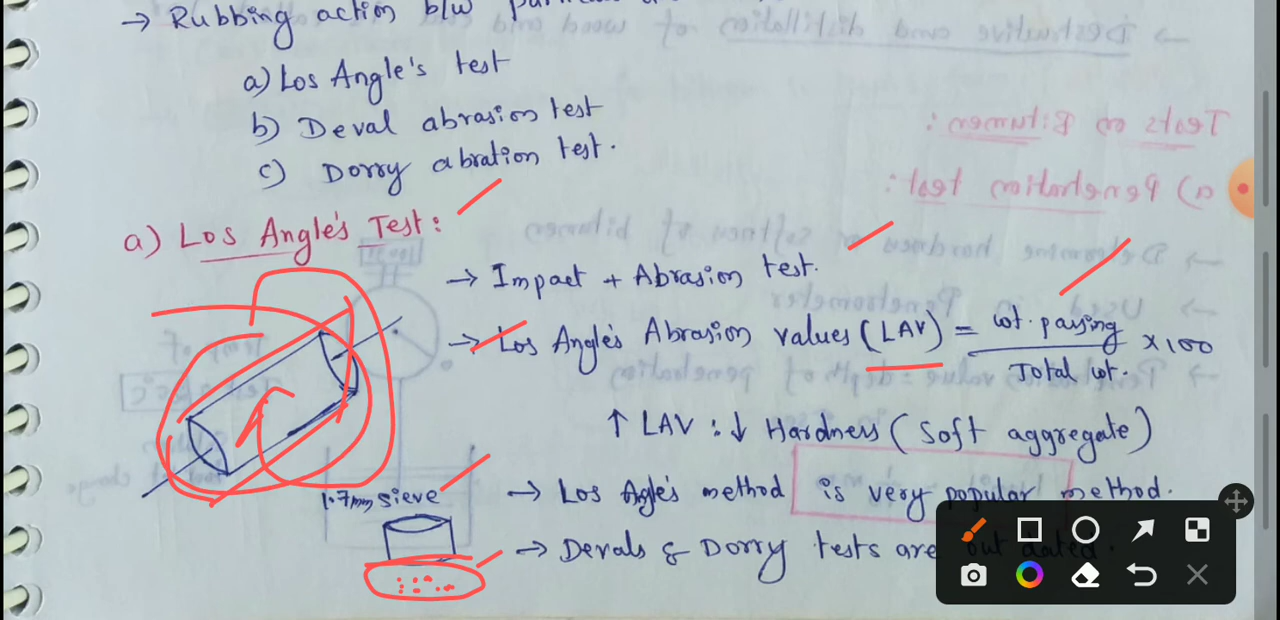 → Rubbing action b/w
a) Los Angle's test
b) Deval abrasion test
c) Dorry abration test.
a) Los Angle's Test:
→ Impact + Abrasion test.
→ Los Angle's Abrasion values (LAV) = wt. passing / Total wt. × 100
↑ LAV : ↓ Hardness (Soft aggregate)
1.7mm sieve
→ Los Agle's method is very popular method.
→ Devals & Dorry tests are out dated.